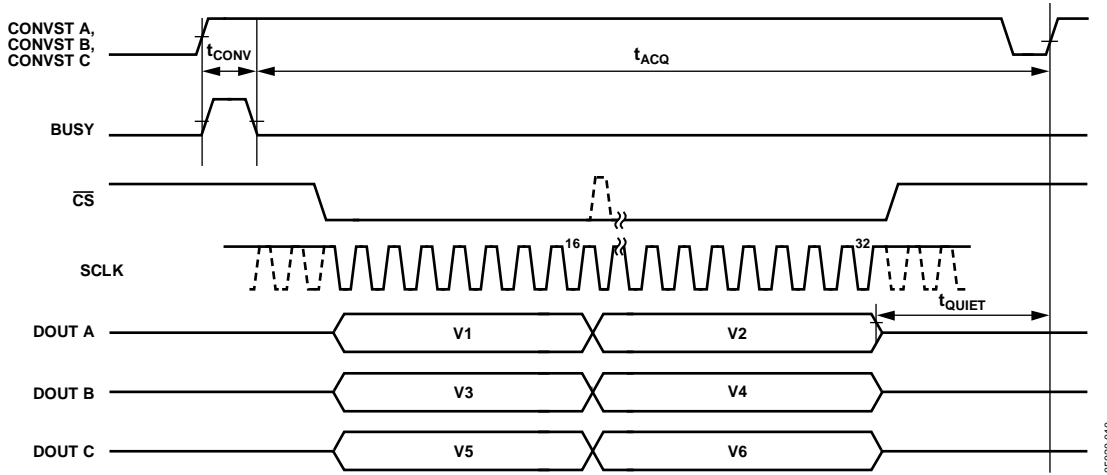 CONVST A,
CONVST B,
CONVST C
tCONV
tACQ
BUSY
CS
SCLK
16
32
tQUIET
DOUT A
V1
V2
DOUT B
V3
V4
DOUT C
V5
V6